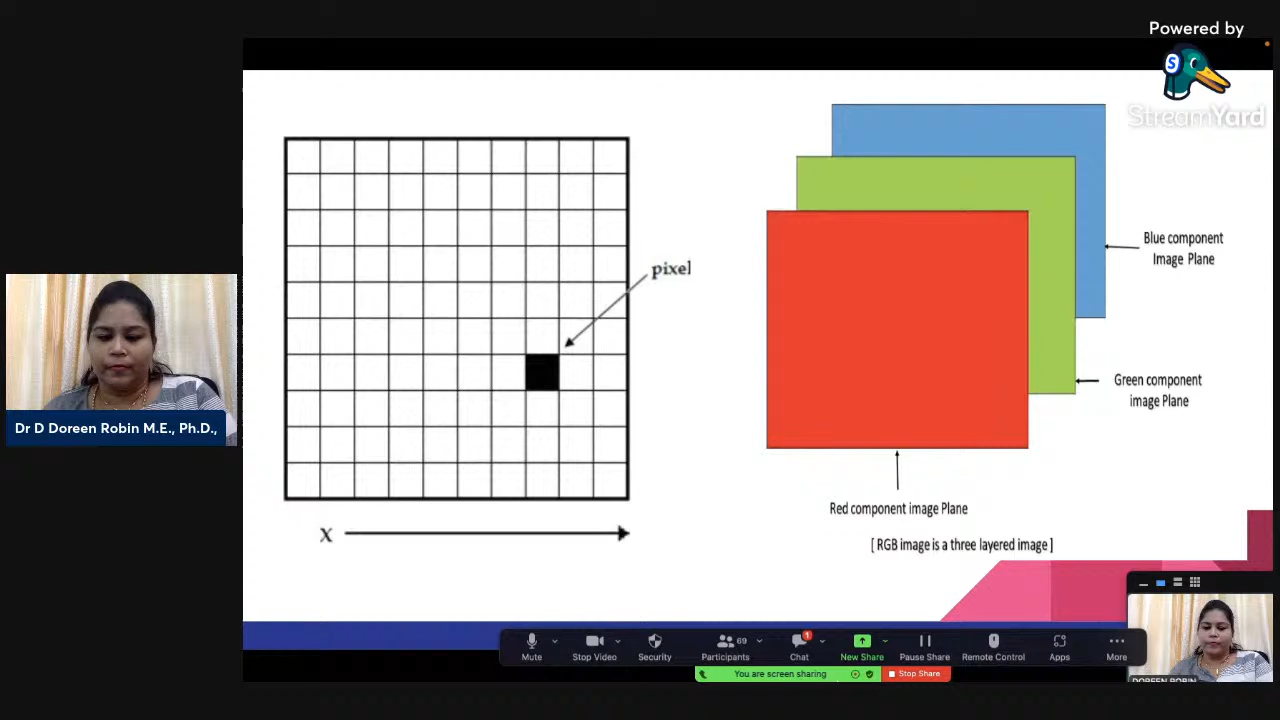 Powered by
S
StreamYard
pixel
Blue component
Image Plane
Green component
image Plane
Red component image Plane
[ RGB image is a three layered image ]
X
Dr D Doreen Robin M.E., Ph.D.,
Mute
Stop Video
Security
69
Participants
1
Chat
New Share
Pause Share
Remote Control
Apps
More
You are screen sharing
Stop Share
DOREEN ROBIN